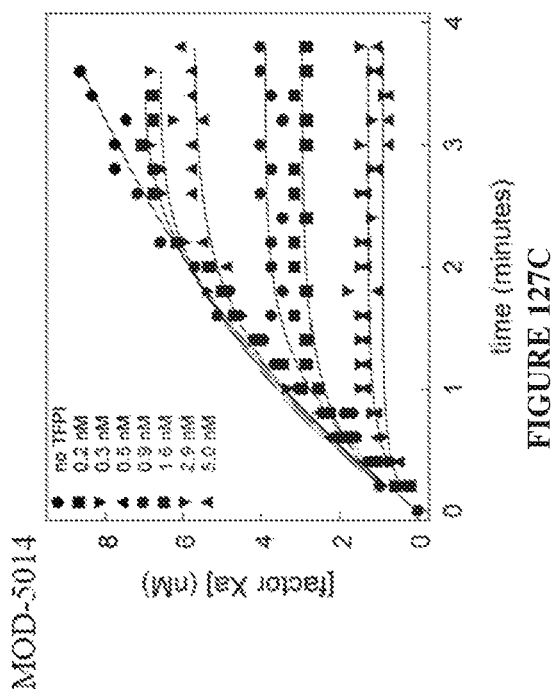 MOD-5014
no TFPI
0.2 nM
0.3 nM
0.5 nM
0.9 nM
1.6 nM
2.9 nM
5.0 nM
[factor Xa] (nM)
8
6
4
2
0
0
1
2
3
4
time (minutes)
FIGURE 127C